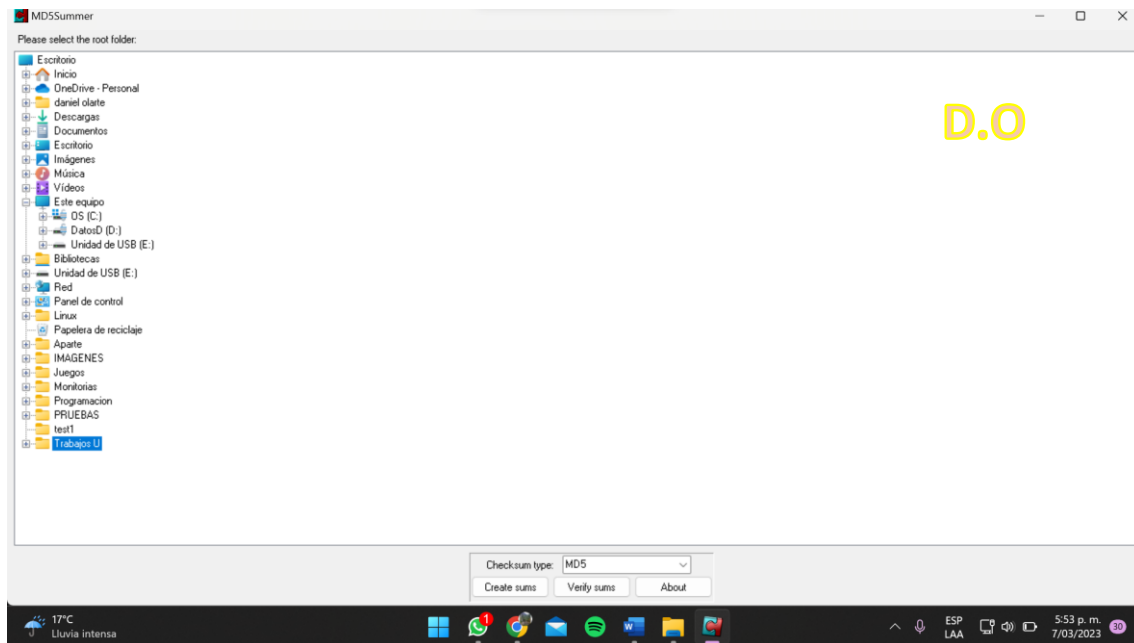 MD5Summer
Please select the root folder:
Escritorio
Inicio
OneDrive - Personal
daniel olarte
Descargas
Documentos
Escritorio
Imágenes
Música
Vídeos
Este equipo
OS (C:)
DatosD (D:)
Unidad de USB (E:)
Bibliotecas
Unidad de USB (E:)
Red
Panel de control
Linux
Papelera de reciclaje
Aparte
IMAGENES
Juegos
Monitorias
Programacion
PRUEBAS
test1
Trabajos U
D.O
Checksum type: MD5
Create sums Verify sums About
17°C
Lluvia intensa
1
ESP
LAA
5:53 p. m.
7/03/2023
30